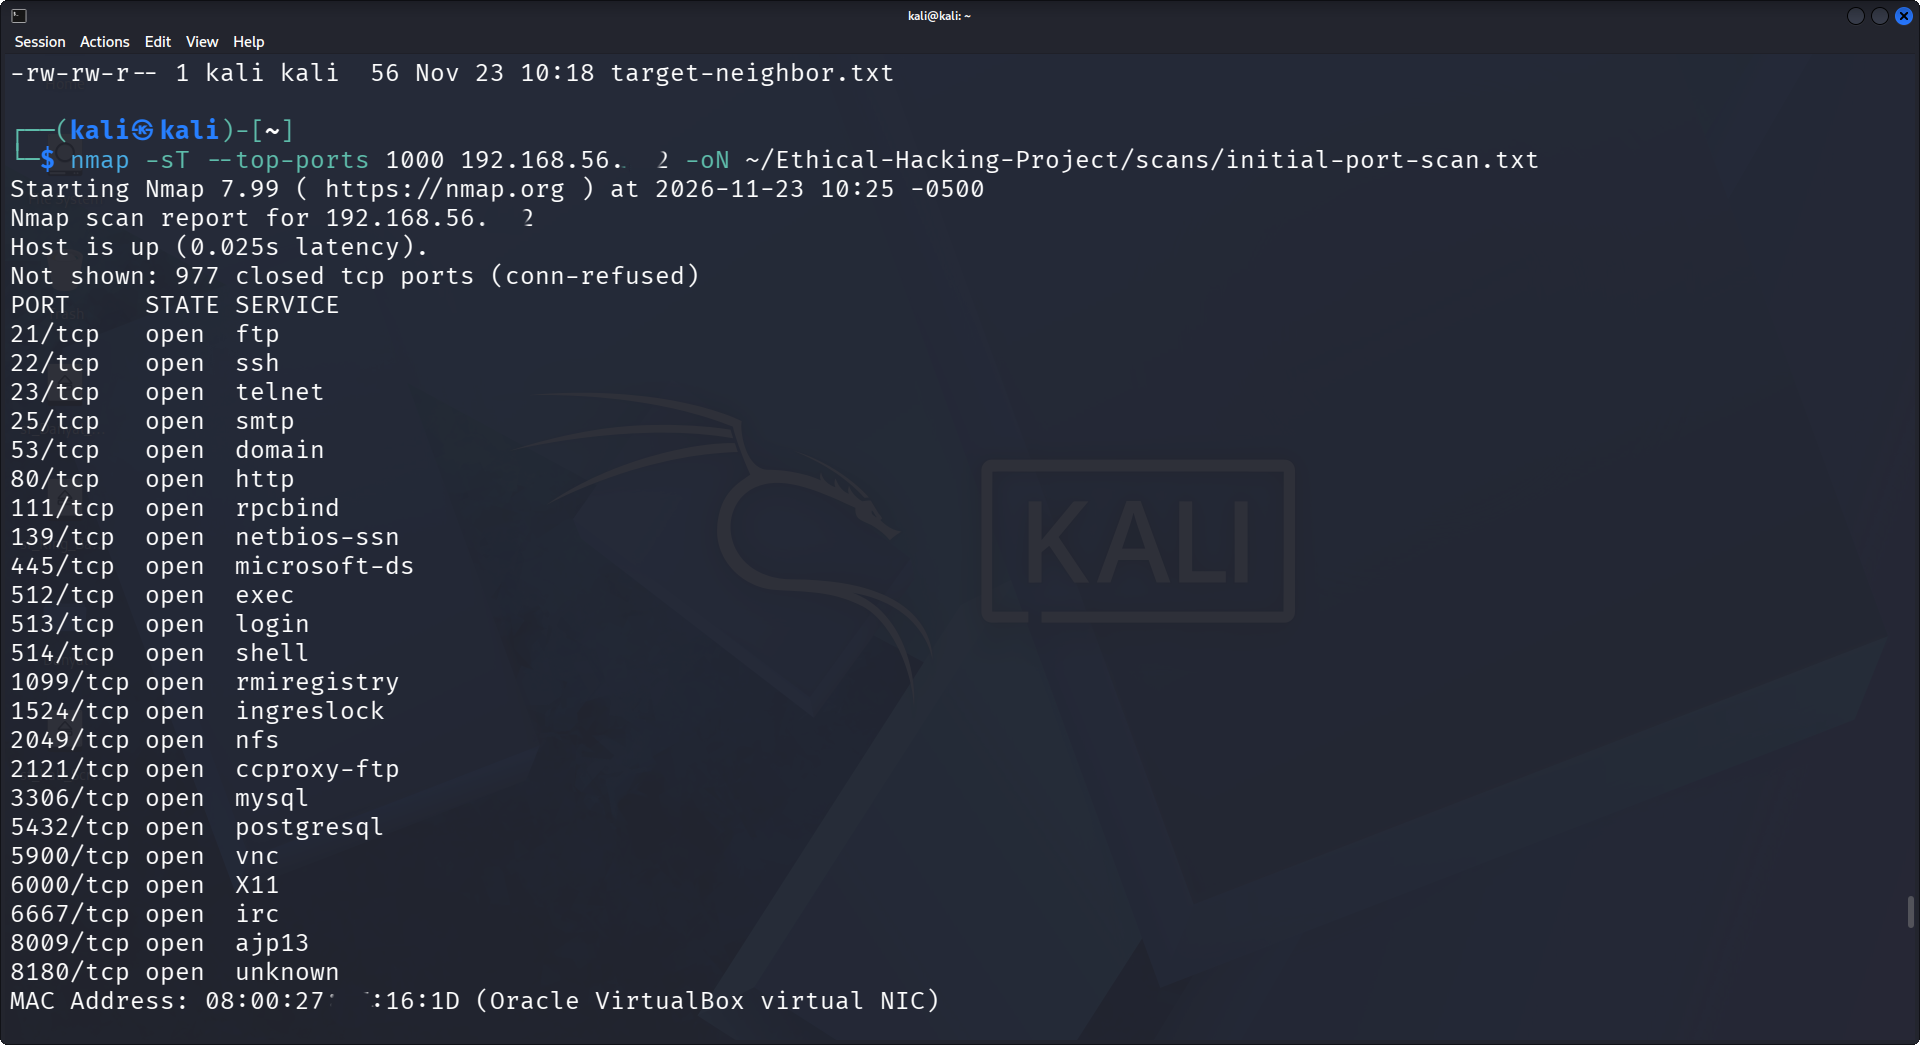 kali@kali: ~
Session Actions Edit View Help
-rw-rw-r-- 1 kali kali  56 Nov 23 10:18 target-neighbor.txt
┌──(kali㉿kali)-[~]
└─$ nmap -sT --top-ports 1000 192.168.56.  2 -oN ~/Ethical-Hacking-Project/scans/initial-port-scan.txt
Starting Nmap 7.99 ( https://nmap.org ) at 2026-11-23 10:25 -0500
Nmap scan report for 192.168.56.  2
Host is up (0.025s latency).
Not shown: 977 closed tcp ports (conn-refused)
PORT     STATE SERVICE
21/tcp   open  ftp
22/tcp   open  ssh
23/tcp   open  telnet
25/tcp   open  smtp
53/tcp   open  domain
80/tcp   open  http
111/tcp  open  rpcbind
139/tcp  open  netbios-ssn
445/tcp  open  microsoft-ds
512/tcp  open  exec
513/tcp  open  login
514/tcp  open  shell
1099/tcp open  rmiregistry
1524/tcp open  ingreslock
2049/tcp open  nfs
2121/tcp open  ccproxy-ftp
3306/tcp open  mysql
5432/tcp open  postgresql
5900/tcp open  vnc
6000/tcp open  X11
6667/tcp open  irc
8009/tcp open  ajp13
8180/tcp open  unknown
MAC Address: 08:00:27:  :16:1D (Oracle VirtualBox virtual NIC)
KALI